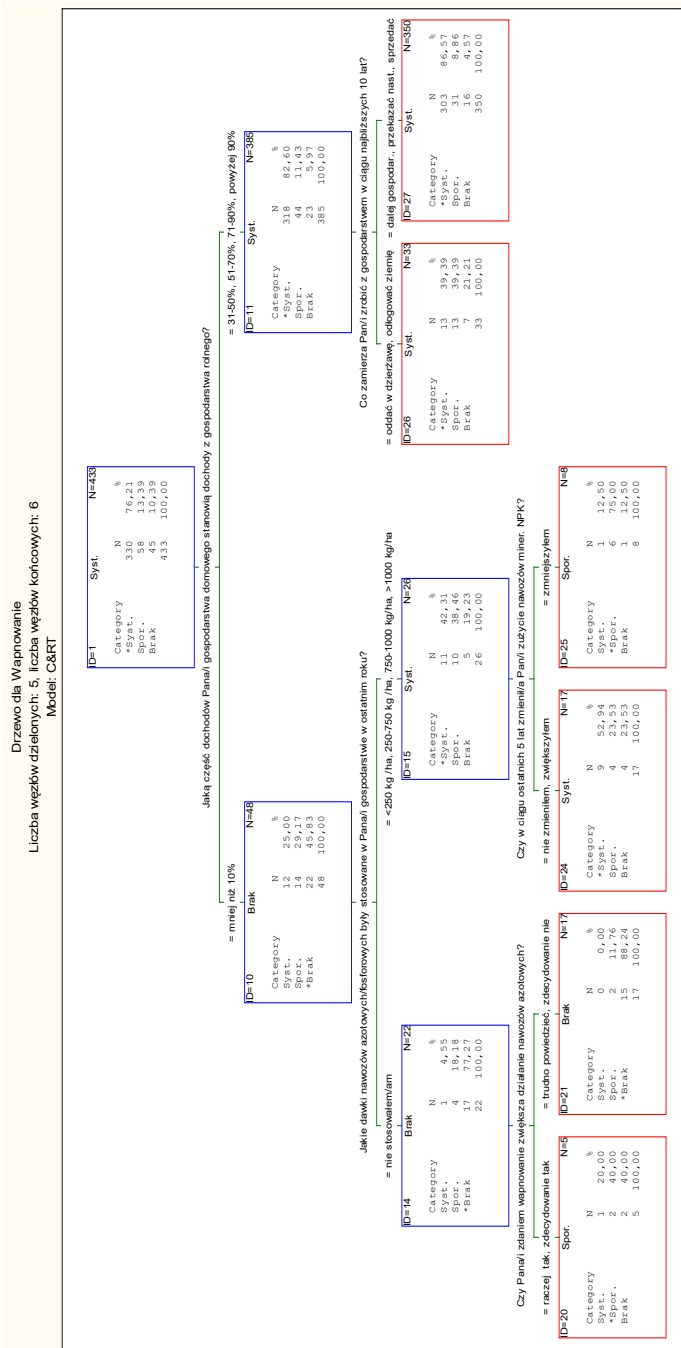 Drzewo dla Wapnowanie
Liczba węzłów dzielonych: 5, liczba węzłów końcowych: 6
Model: C&RT
ID=1 Syst. N=433
Category N %
*Syst. 330 76,21
Spor. 58 13,39
Brak 45 10,39
433 100,00
Jaką część dochodów Pana/i gospodarstwa domowego stanowią dochody z gospodarstwa rolnego?
= mniej niż 10%
= 31-50%, 51-70%, 71-90%, powyżej 90%
ID=10 Brak N=48
Category N %
Syst. 12 25,00
Spor. 14 29,17
*Brak 22 45,83
48 100,00
ID=11 Syst. N=385
Category N %
*Syst. 318 82,60
Spor. 44 11,43
Brak 23 5,97
385 100,00
Jakie dawki nawozów azotowych/fosforowych były stosowane w Pana/i gospodarstwie w ostatnim roku?
= nie stosowałem/am
= <250 kg /ha, 250-750 kg /ha, 750-1000 kg/ha, >1000 kg/ha
Co zamierza Pan/i zrobić z gospodarstwem w ciągu najbliższych 10 lat?
= oddać w dzierżawę, odłogować ziemię
= dalej gospodar., przekazać nast., sprzedać
ID=14 Brak N=22
Category N %
Syst. 1 4,55
Spor. 4 18,18
*Brak 17 77,27
22 100,00
ID=15 Syst. N=26
Category N %
*Syst. 11 42,31
Spor. 10 38,46
Brak 5 19,23
26 100,00
ID=26 Syst. N=33
Category N %
*Syst. 13 39,39
Spor. 13 39,39
Brak 7 21,21
33 100,00
ID=27 Syst. N=350
Category N %
*Syst. 303 86,57
Spor. 31 8,86
Brak 16 4,57
350 100,00
Czy Pana/i zdaniem wapnowanie zwiększa działanie nawozów azotowych?
= raczej tak, zdecydowanie tak
= trudno powiedzieć, zdecydowanie nie
Czy w ciągu ostatnich 5 lat zmienił/a Pan/i zużycie nawozów miner. NPK?
= nie zmieniłem, zwiększyłem
= zmniejszyłem
ID=20 Spor. N=5
Category N %
Syst. 1 20,00
*Spor. 2 40,00
Brak 2 40,00
5 100,00
ID=21 Brak N=17
Category N %
Syst. 0 0,00
Spor. 2 11,76
*Brak 15 88,24
17 100,00
ID=24 Syst. N=17
Category N %
*Syst. 9 52,94
Spor. 4 23,53
Brak 4 23,53
17 100,00
ID=25 Spor. N=8
Category N %
Syst. 1 12,50
*Spor. 6 75,00
Brak 1 12,50
8 100,00